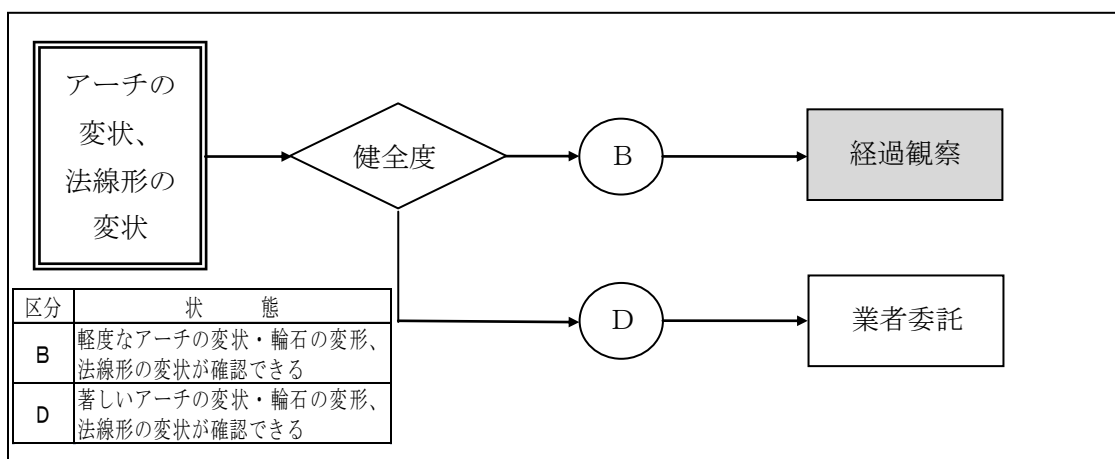 アーチの
変状、
法線形の
変状
健全度
B
経過観察
D
業者委託
区分 状 態
B 軽度なアーチの変状・輪石の変形、
法線形の変状が確認できる
D 著しいアーチの変状・輪石の変形、
法線形の変状が確認できる